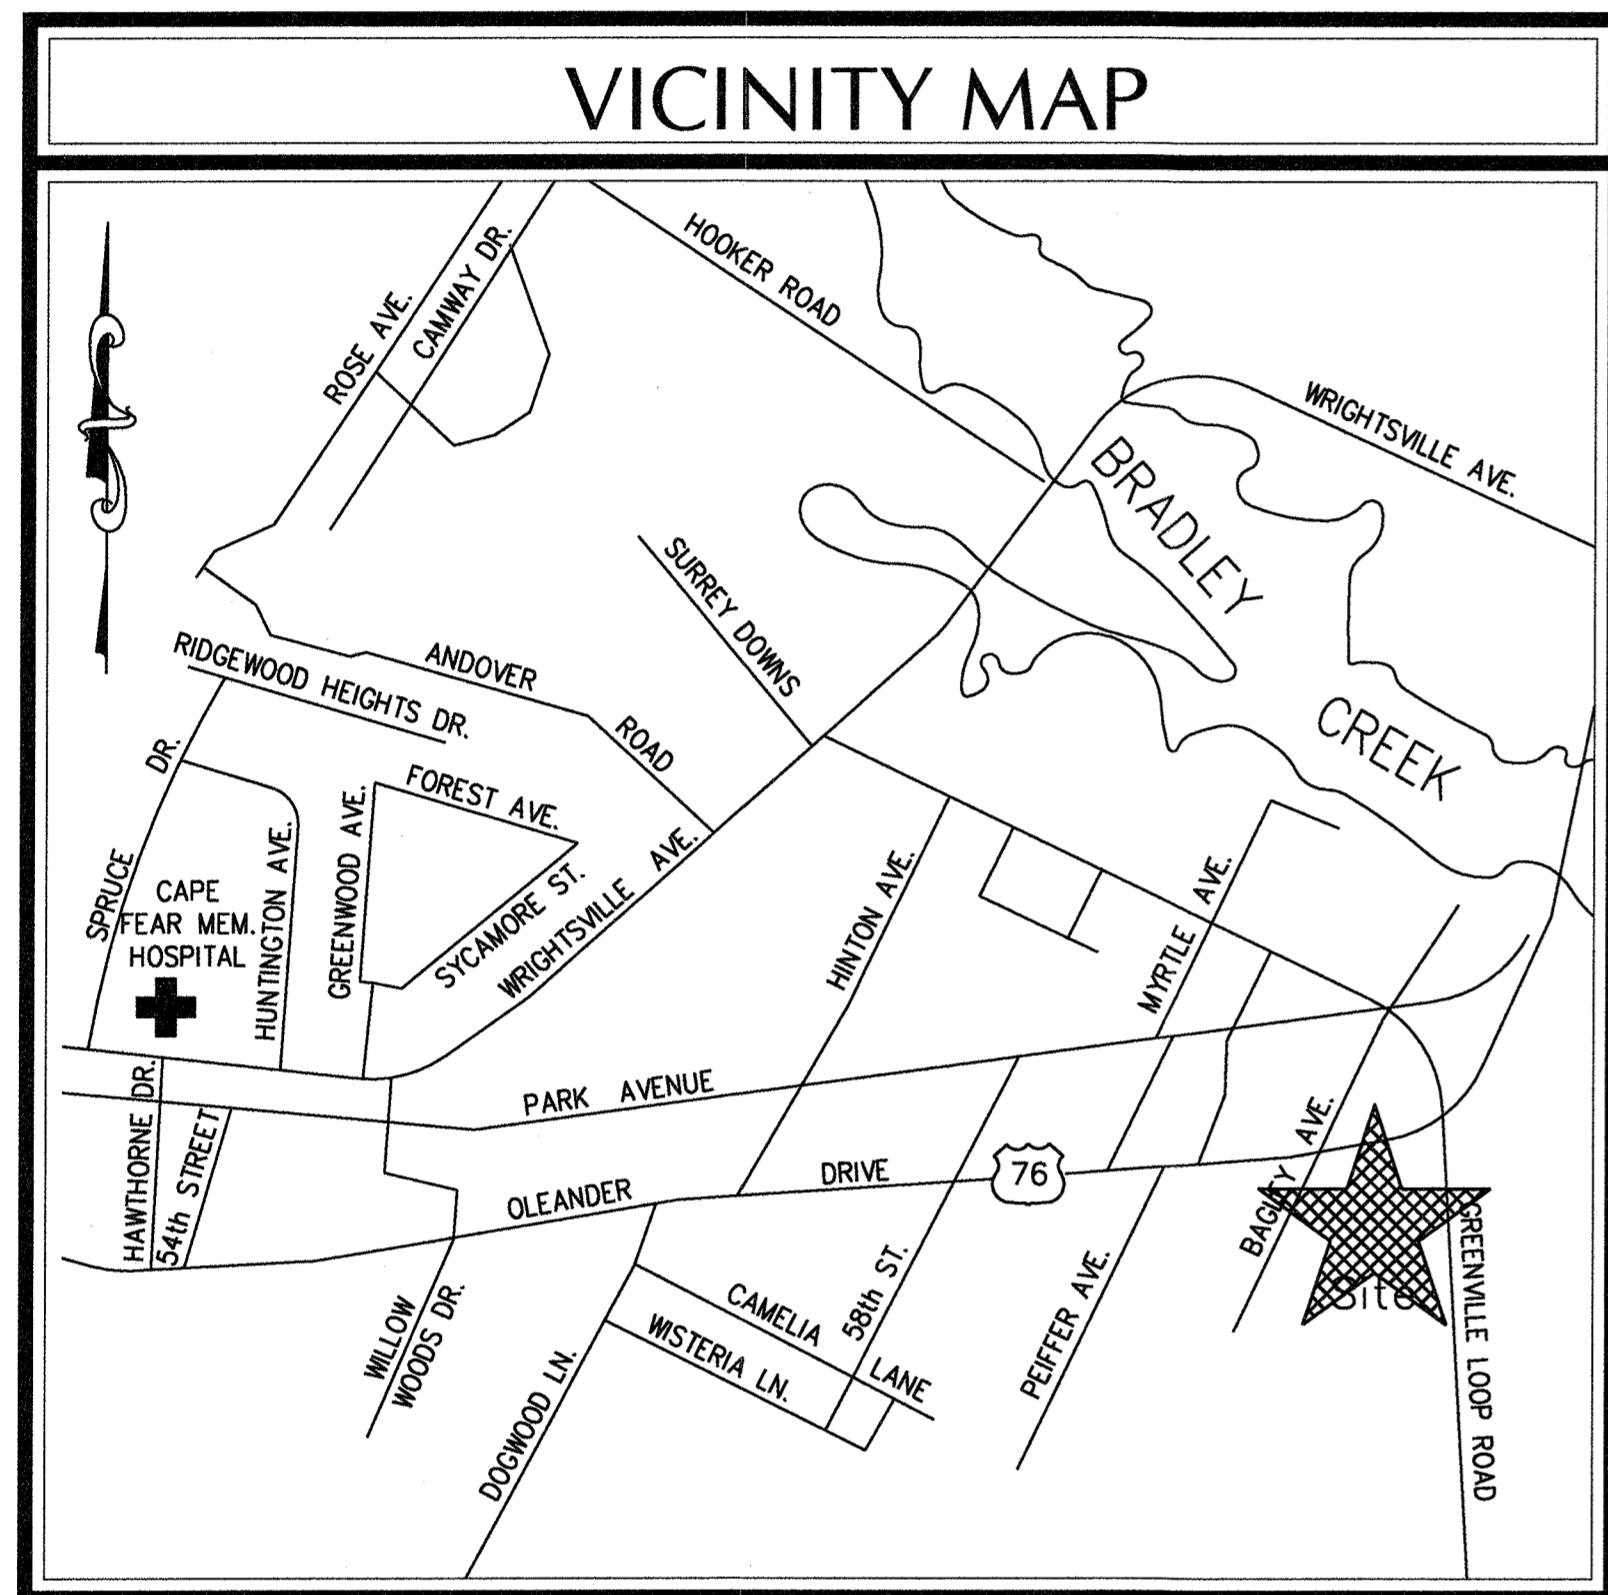 VICINITY MAP
HOOKER ROAD
CAMWAY DR.
ROSE AVE.
WRIGHTSVILLE AVE.
BRADLEY
CREEK
SURREY DOWNS
ANDOVER
ROAD
RIDGEWOOD HEIGHTS DR.
SPRUCE
DR.
FOREST AVE.
GREENWOOD AVE.
SYCAMORE ST.
WRIGHTSVILLE AVE.
HUNTINGTON AVE.
CAPE
FEAR MEM.
HOSPITAL
HINTON AVE.
MYRTLE AVE.
PARK AVENUE
HAWTHORNE DR.
54th STREET
OLEANDER
DRIVE
76
BAGLEY AVE.
GREENVILLE LOOP ROAD
Site
WILLOW
WOODS DR.
DOGWOOD LN.
CAMELIA
LANE
WISTERIA LN.
58th ST.
PEIFFER AVE.